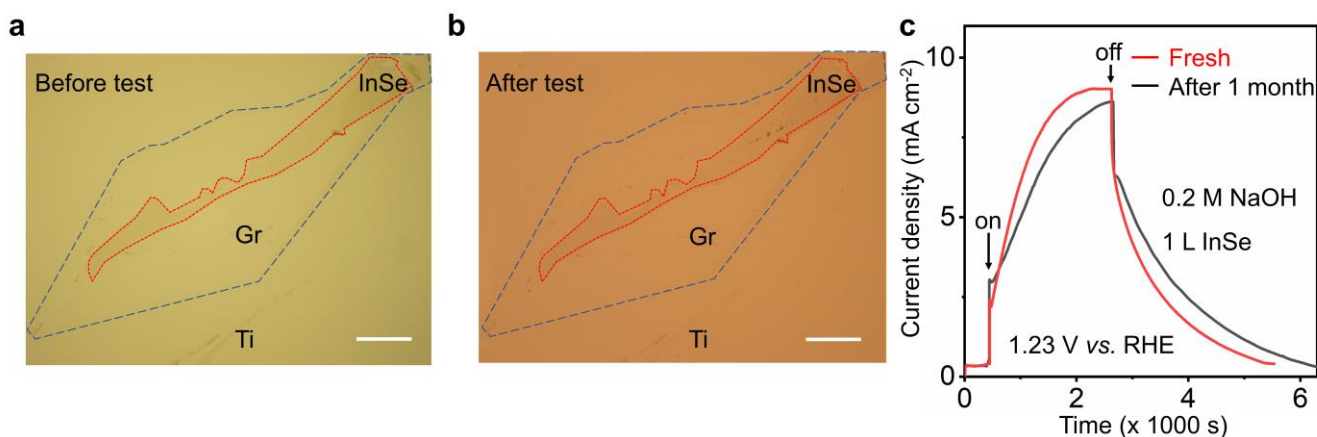 a
Before test
InSe
Gr
Ti
b
After test
InSe
Gr
Ti
c
10
5
0
Current density (mA cm⁻²)
off
on
Fresh
After 1 month
0.2 M NaOH
1 L InSe
1.23 V vs. RHE
0 2 4 6
Time (x 1000 s)